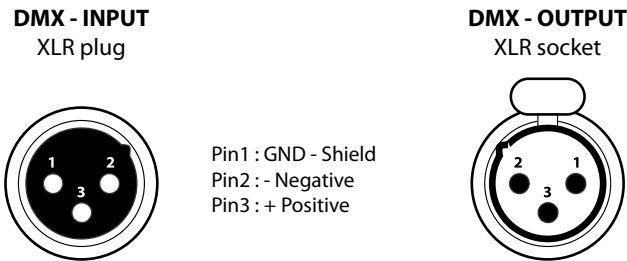 DMX - INPUT
XLR plug
DMX - OUTPUT
XLR socket
1 2
3
Pin1 : GND - Shield
Pin2 : - Negative
Pin3 : + Positive
2 1
3